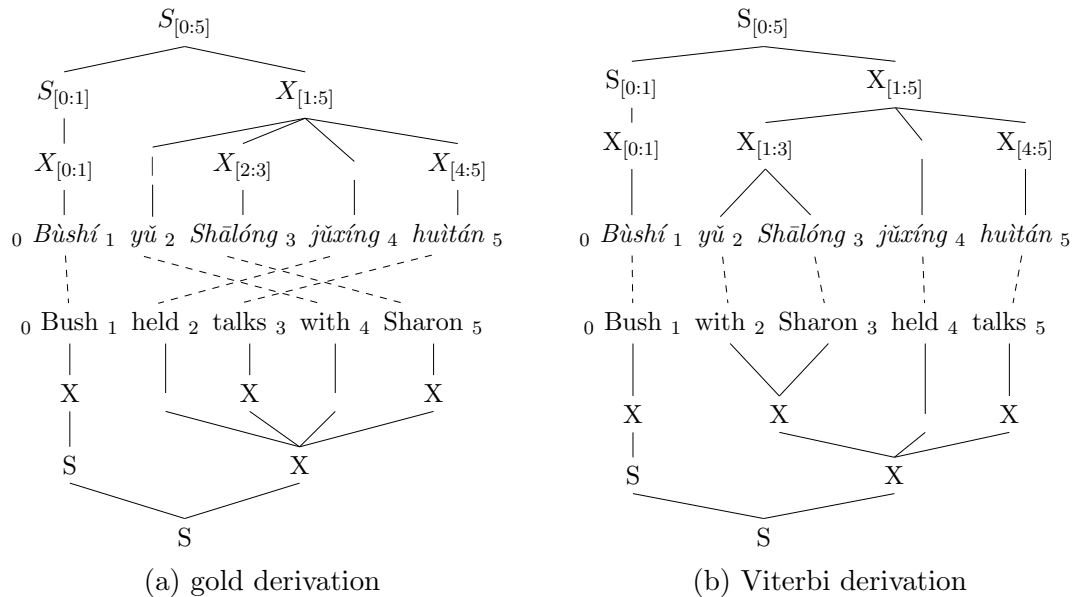 S[0:5]
S[0:1] X[1:5]
X[0:1] X[2:3] X[4:5]
0 Bùshí 1 yǔ 2 Shālóng 3 jǔxíng 4 huìtán 5
0 Bush 1 held 2 talks 3 with 4 Sharon 5
X X X
S X
S
(a) gold derivation
S[0:5]
S[0:1] X[1:5]
X[0:1] X[1:3] X[4:5]
0 Bùshí 1 yǔ 2 Shālóng 3 jǔxíng 4 huìtán 5
0 Bush 1 with 2 Sharon 3 held 4 talks 5
X X X
S X
S
(b) Viterbi derivation